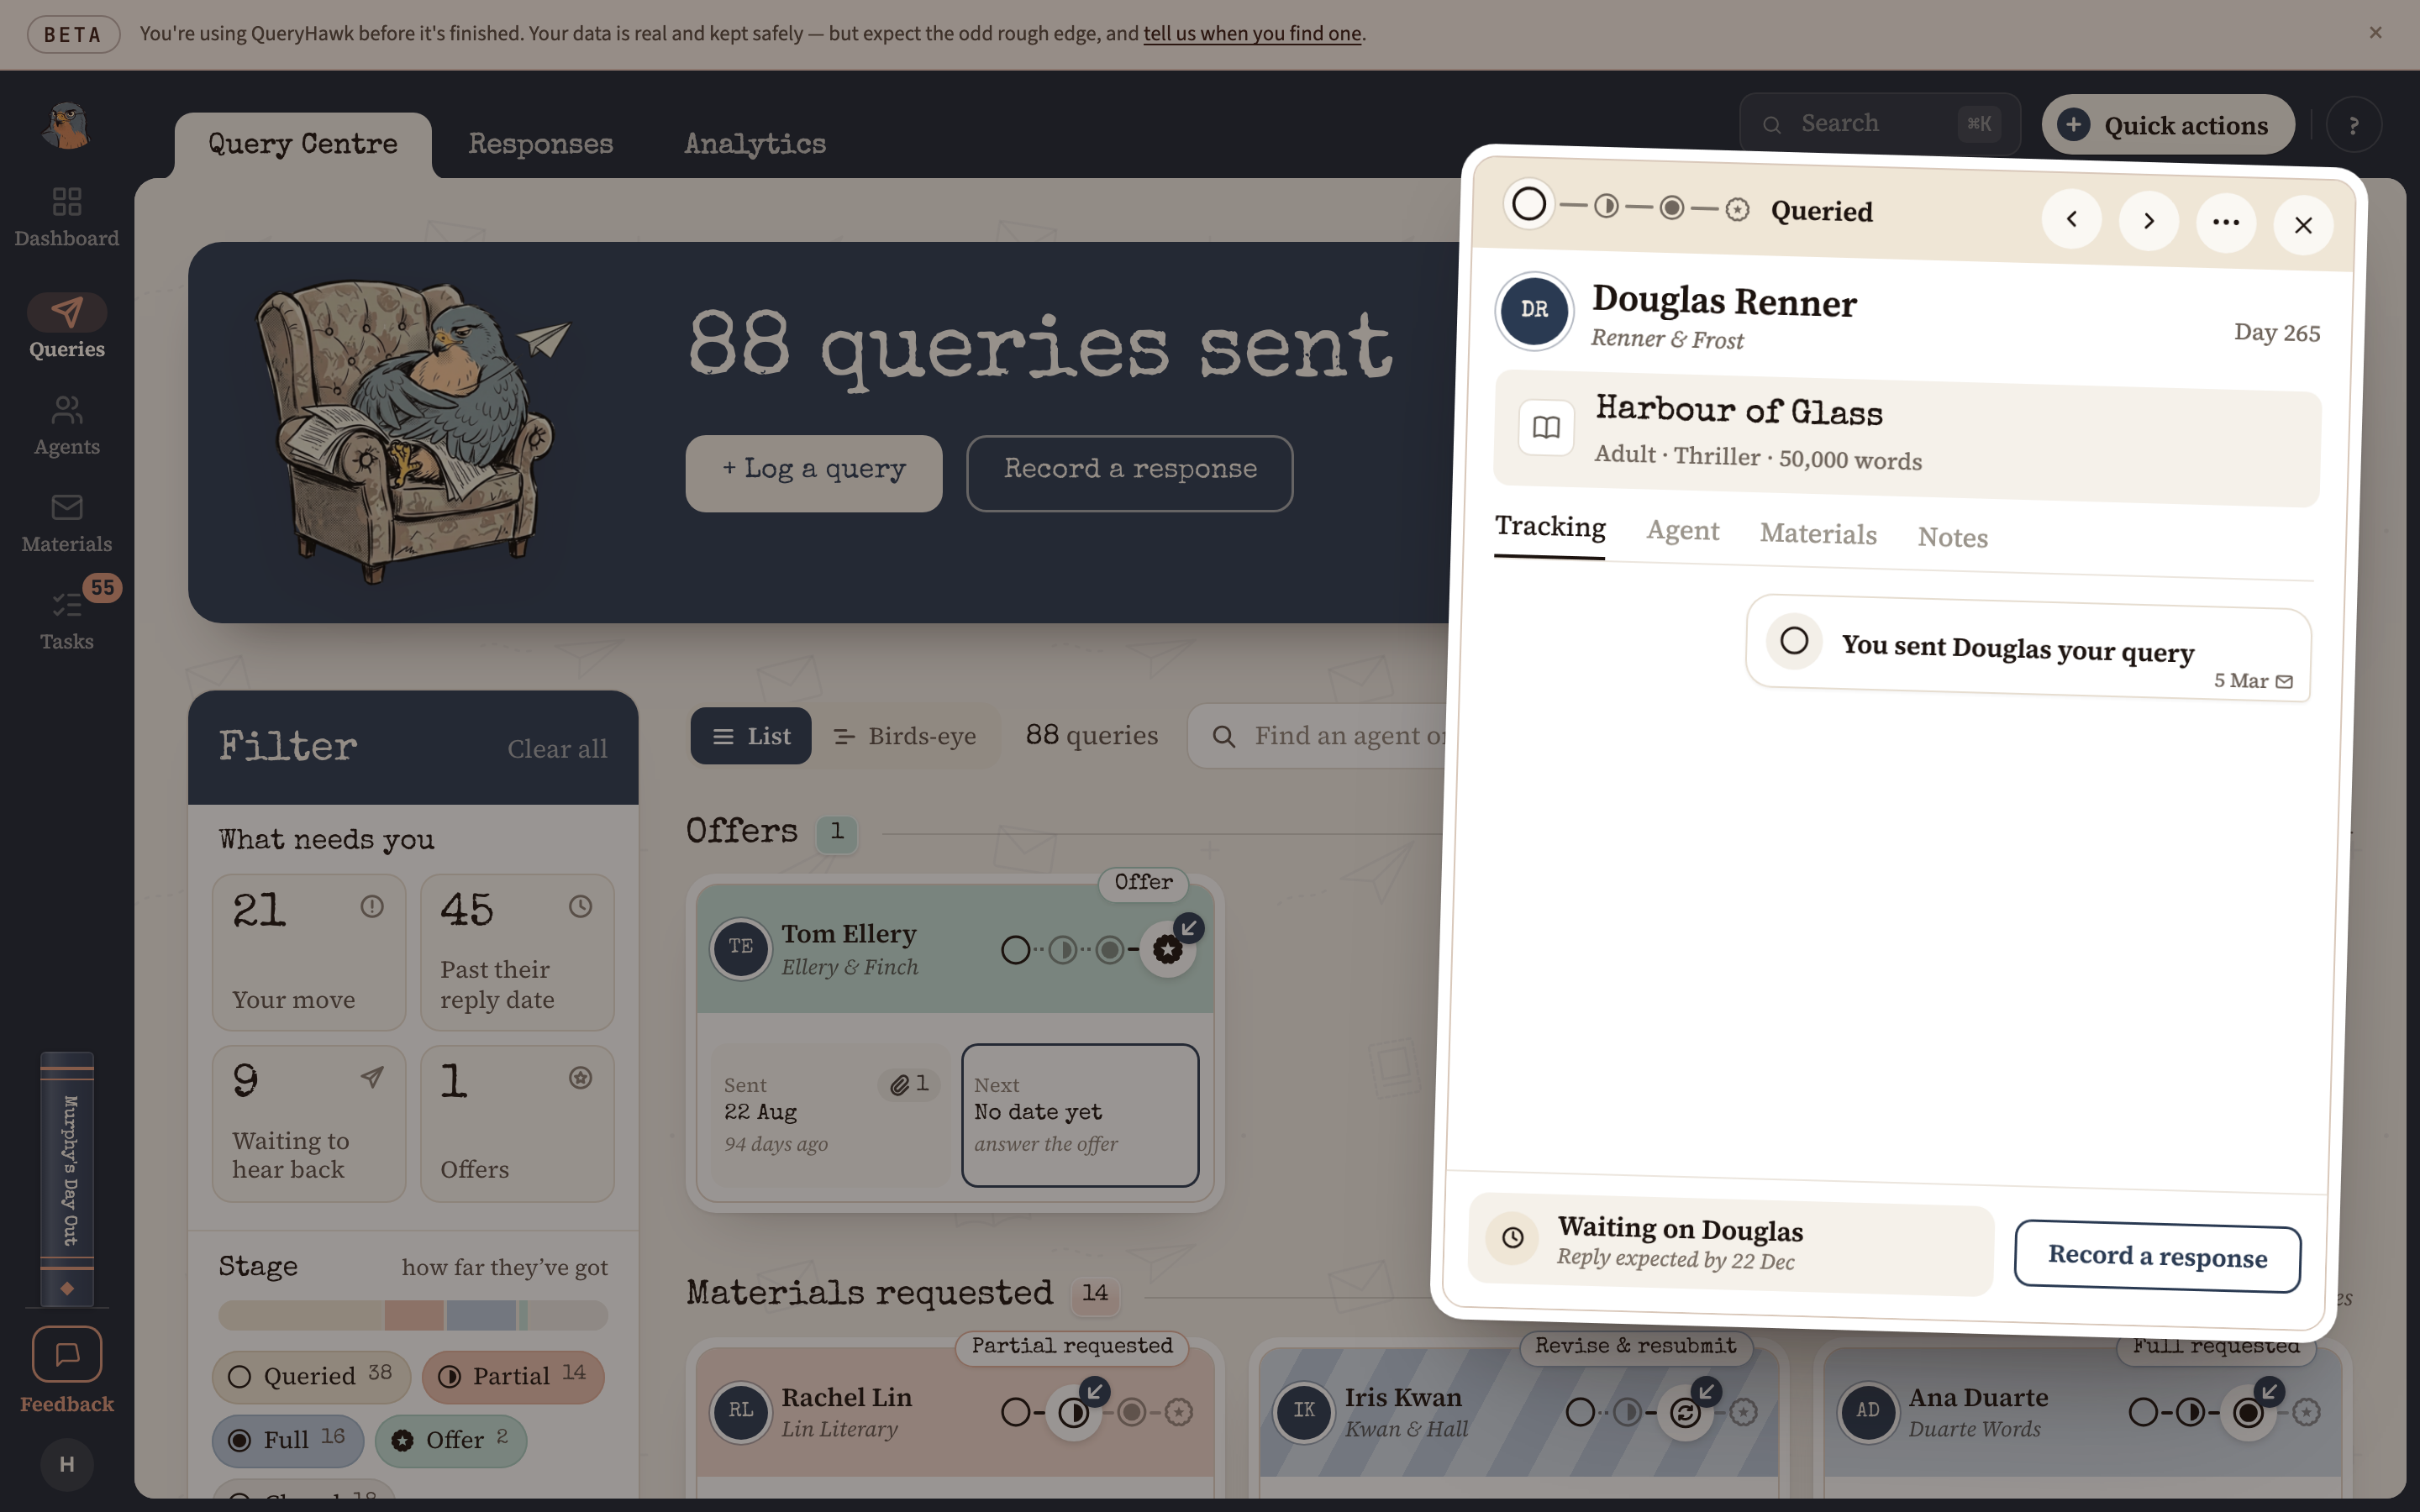 BETA You're using QueryHawk before it's finished. Your data is real and kept safely — but expect the odd rough edge, and tell us when you find one. ×
Query Centre Responses Analytics
Search ⌘K
+ Quick actions
?
Dashboard
Queries
Agents
Materials
55
Tasks
Murphy's Day Out
Feedback
H
88 queries sent
+ Log a query
Record a response
Filter Clear all
What needs you
21
Your move
45
Past their
reply date
9
Waiting to
hear back
1
Offers
Stage how far they've got
Queried 38
Partial 14
Full 16
Offer 2
List
Birds-eye
88 queries
Find an agent
Offers 1
Offer
TE
Tom Ellery
Ellery & Finch
Sent
22 Aug
94 days ago
1
Next
No date yet
answer the offer
Materials requested 14
Partial requested
RL
Rachel Lin
Lin Literary
Revise & resubmit
IK
Iris Kwan
Kwan & Hall
Full requested
AD
Ana Duarte
Duarte Words
Queried
DR
Douglas Renner
Renner & Frost
Day 265
Harbour of Glass
Adult · Thriller · 50,000 words
Tracking Agent Materials Notes
You sent Douglas your query
5 Mar
Waiting on Douglas
Reply expected by 22 Dec
Record a response